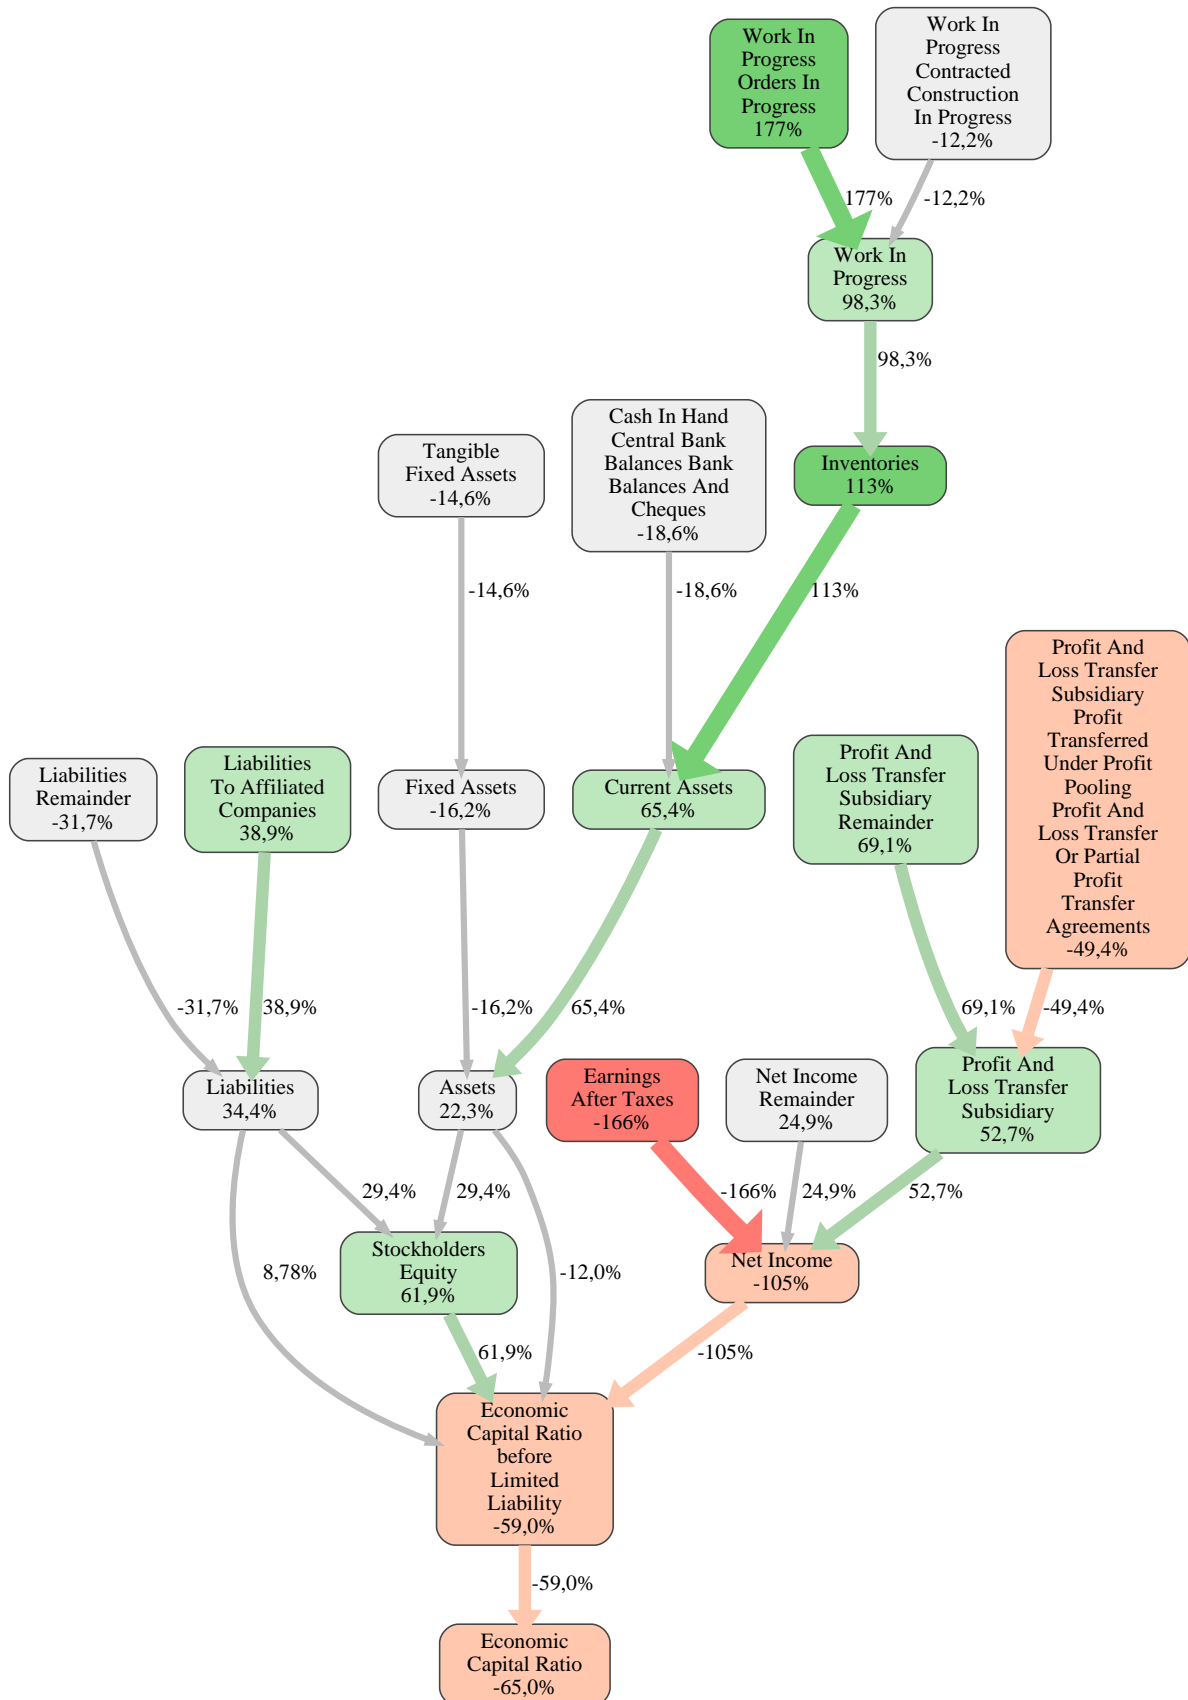 Work In
Progress
Orders In
Progress
177%
Work In
Progress
Contracted
Construction
In Progress
-12,2%
177%
-12,2%
Work In
Progress
98,3%
98,3%
Cash In Hand
Central Bank
Balances Bank
Balances And
Cheques
-18,6%
Tangible
Fixed Assets
-14,6%
Inventories
113%
-14,6%
-18,6%
113%
Profit And
Loss Transfer
Subsidiary
Profit
Transferred
Under Profit
Pooling
Profit And
Loss Transfer
Or Partial
Profit
Transfer
Agreements
-49,4%
Liabilities
Remainder
-31,7%
Liabilities
To Affiliated
Companies
38,9%
Fixed Assets
-16,2%
Current Assets
65,4%
Profit And
Loss Transfer
Subsidiary
Remainder
69,1%
-31,7%
38,9%
-16,2%
65,4%
69,1%
-49,4%
Liabilities
34,4%
Assets
22,3%
Earnings
After Taxes
-166%
Net Income
Remainder
24,9%
Profit And
Loss Transfer
Subsidiary
52,7%
29,4%
29,4%
-166%
24,9%
52,7%
8,78%
Stockholders
Equity
61,9%
-12,0%
Net Income
-105%
61,9%
-105%
Economic
Capital Ratio
before
Limited
Liability
-59,0%
-59,0%
Economic
Capital Ratio
-65,0%